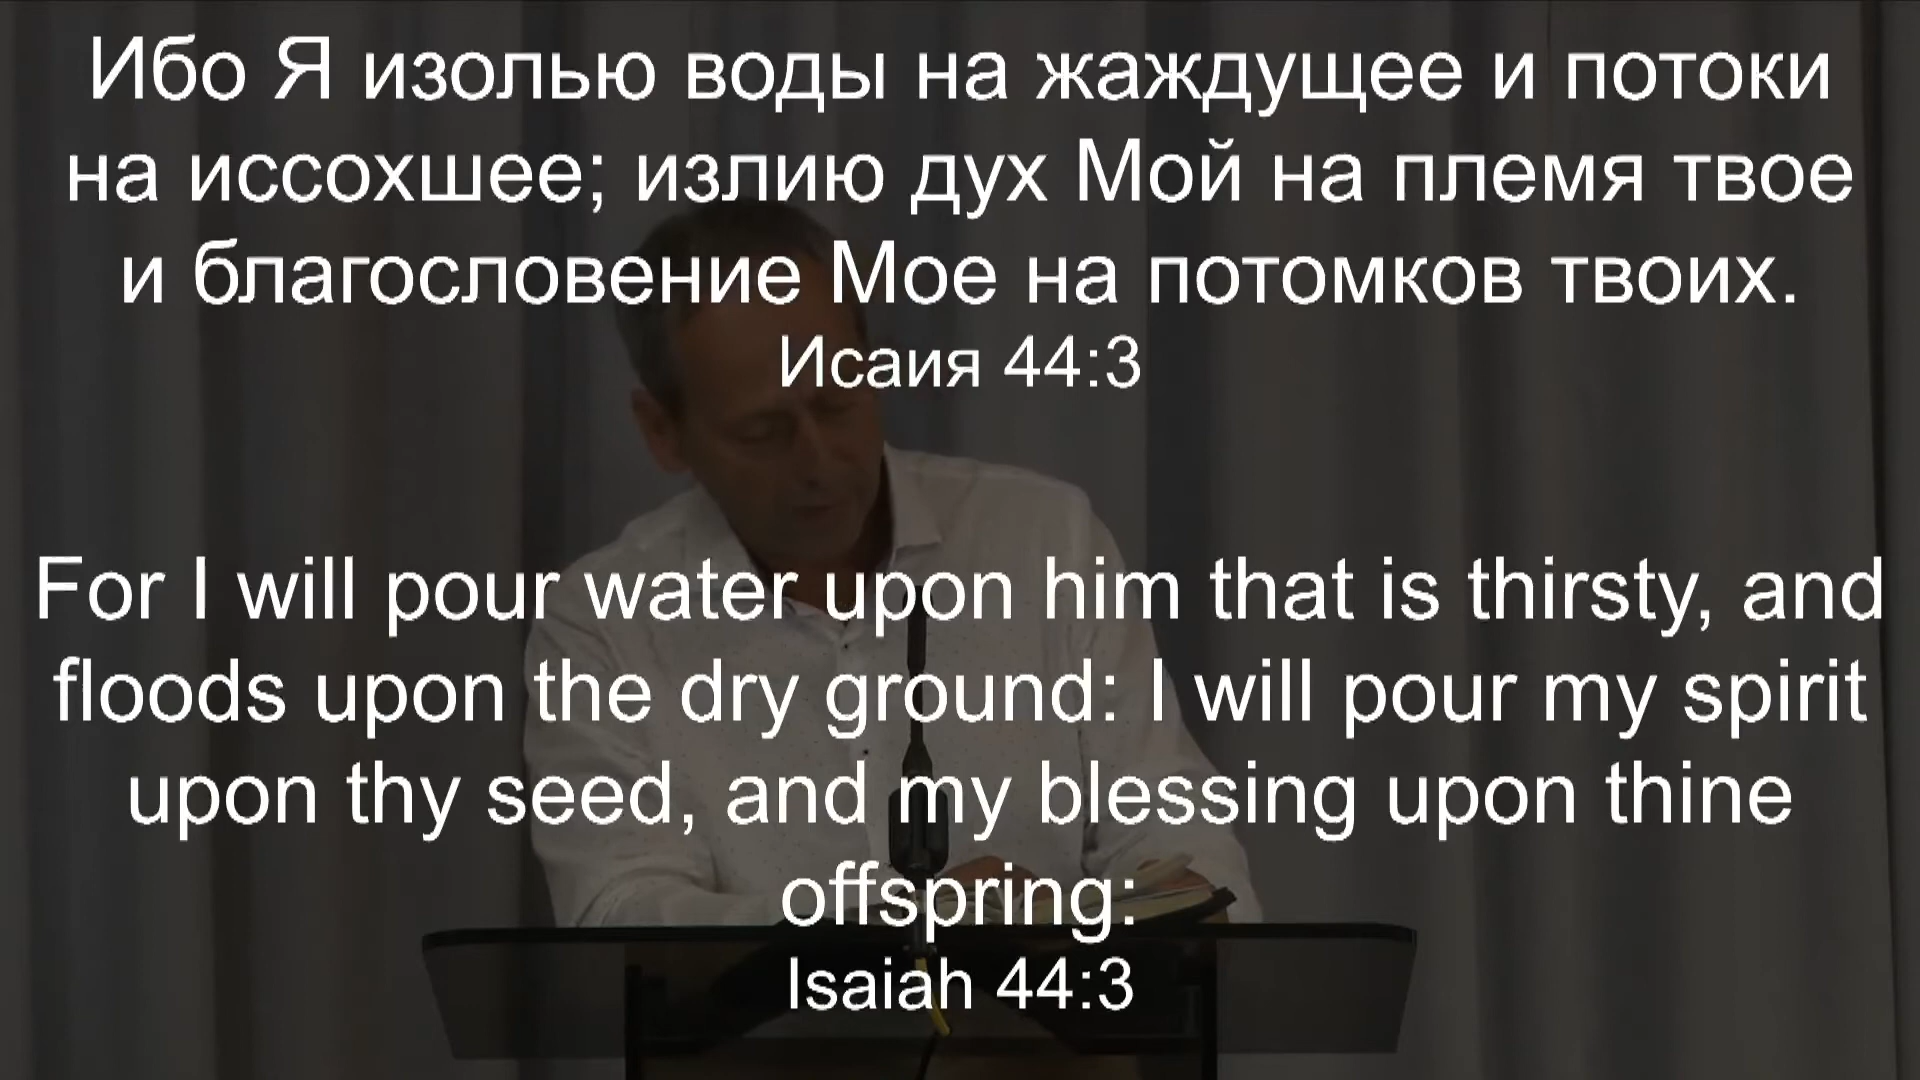 Ибо Я изолью воды на жаждущее и потоки
на иссохшее; излию дух Мой на племя твое
и благословение Мое на потомков твоих.
Исаия 44:3
For I will pour water upon him that is thirsty, and
floods upon the dry ground: I will pour my spirit
upon thy seed, and my blessing upon thine
offspring:
Isaiah 44:3